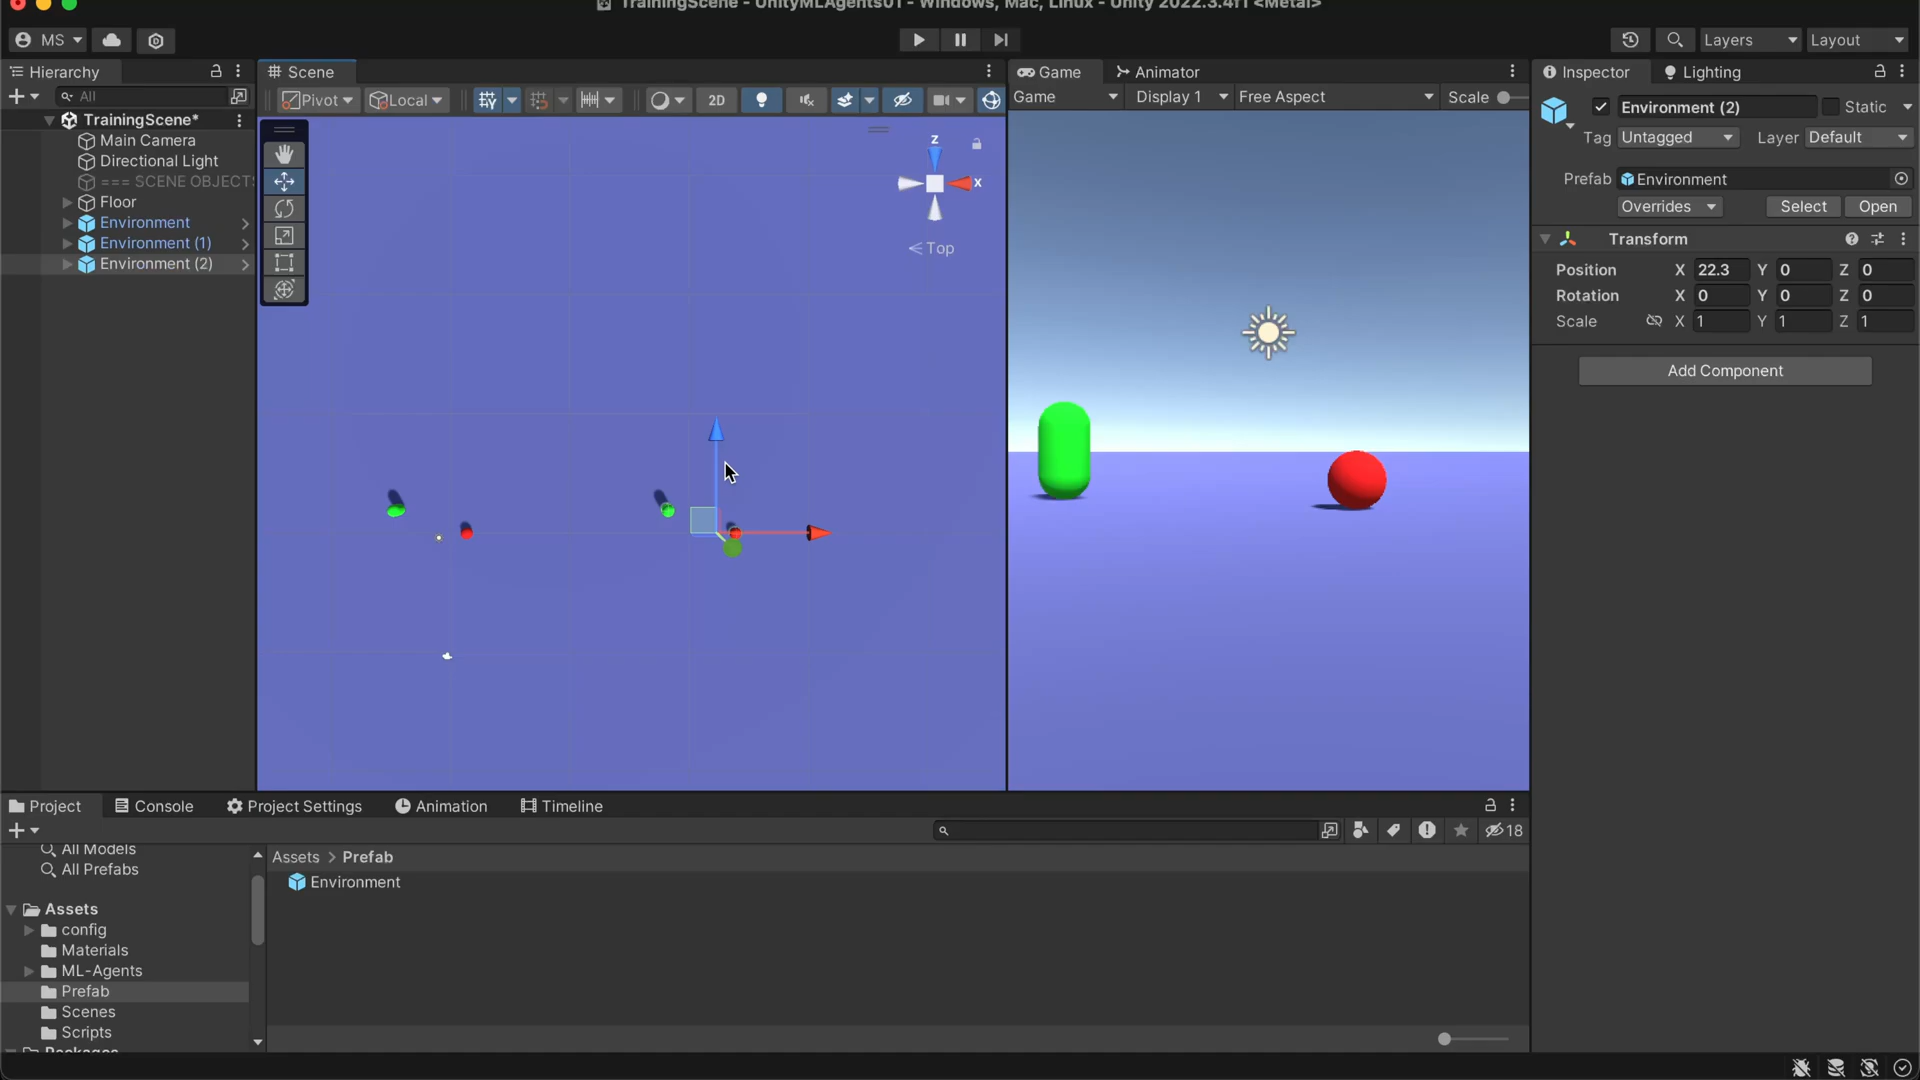 TrainingScene - UnityMLAgents01 - Windows, Mac, Linux - Unity 2022.3.4f1 <Metal>
MS
Layers
Layout
Hierarchy
All
TrainingScene*
Main Camera
Directional Light
=== SCENE OBJECTS
Floor
Environment
Environment (1)
Environment (2)
Scene
Pivot
Local
2D
z
x
Top
Game
Animator
Game
Display 1
Free Aspect
Scale
Inspector
Lighting
Environment (2)
Static
Tag Untagged
Layer Default
Prefab Environment
Overrides
Select
Open
Transform
Position X 22.3 Y 0 Z 0
Rotation X 0 Y 0 Z 0
Scale X 1 Y 1 Z 1
Add Component
Project
Console
Project Settings
Animation
Timeline
18
All Models
All Prefabs
Assets
config
Materials
ML-Agents
Prefab
Scenes
Scripts
Packages
Assets > Prefab
Environment